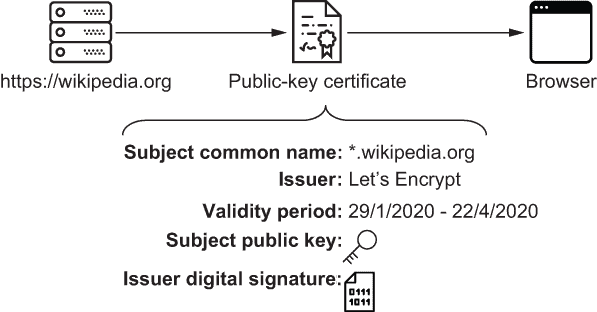 https://wikipedia.org Public-key certificate Browser
Subject common name: *.wikipedia.org
Issuer: Let's Encrypt
Validity period: 29/1/2020 - 22/4/2020
Subject public key:
Issuer digital signature:
0111
1011